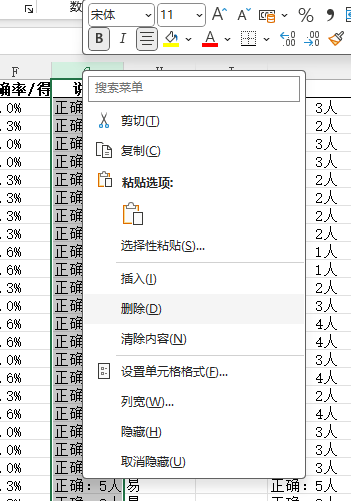 宋体 11 A^ A˅ %
B I A .00
F G
确率/得 说
.0% 正确 3人
.3% 正确 2人
.0% 正确 3人
.0% 正确 3人
.3% 正确 2人
.3% 正确 2人
.3% 正确 2人
.3% 正确 2人
.6% 正确 1人
.6% 正确 1人
.3% 正确 2人
.0% 正确 3人
.6% 正确 4人
.6% 正确 4人
.0% 正确 3人
.6% 正确 4人
.3% 正确 2人
.6% 正确 4人
.0% 正确 3人
.0% 正确 3人
.3% 正确:5人 易 正确:5人
搜索菜单
剪切(T)
复制(C)
粘贴选项:
选择性粘贴(S)...
插入(I)
删除(D)
清除内容(N)
设置单元格格式(F)...
列宽(W)...
隐藏(H)
取消隐藏(U)